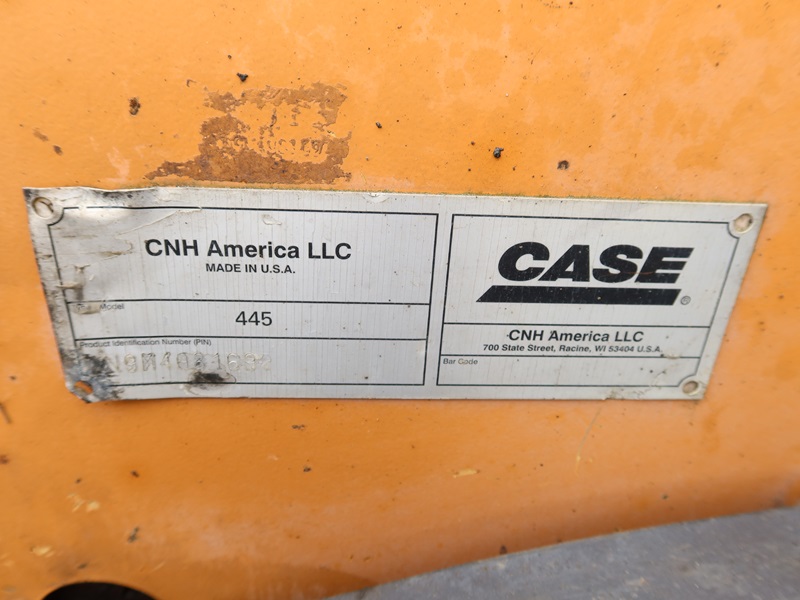 CNH America LLC
MADE IN U.S.A.
Model
445
Product Identification Number (PIN)
CASE
®
CNH America LLC
700 State Street, Racine, WI 53404 U.S.A.
Bar Code